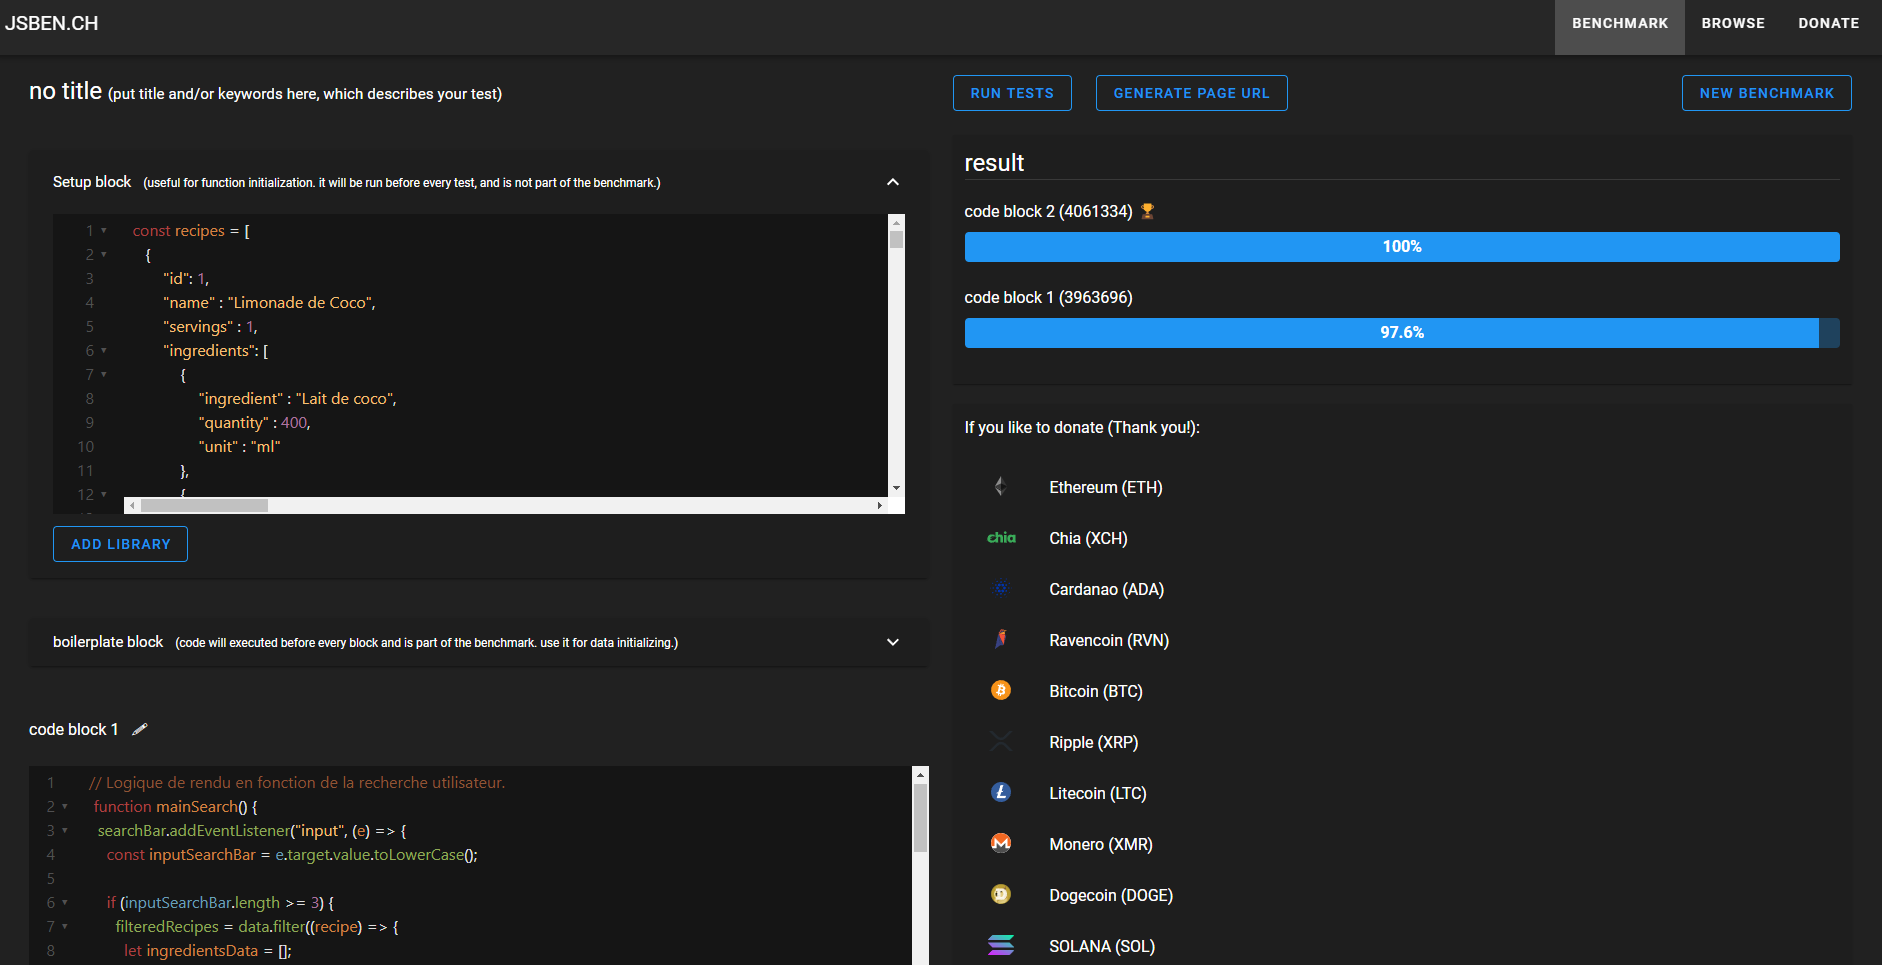 JSBEN.CH
BENCHMARK BROWSE DONATE
no title (put title and/or keywords here, which describes your test)
RUN TESTS GENERATE PAGE URL NEW BENCHMARK
Setup block (useful for function initialization. it will be run before every test, and is not part of the benchmark.)
1 const recipes = [
2 {
3 "id": 1,
4 "name" : "Limonade de Coco",
5 "servings" : 1,
6 "ingredients": [
7 {
8 "ingredient" : "Lait de coco",
9 "quantity" : 400,
10 "unit" : "ml"
11 },
12 {
ADD LIBRARY
boilerplate block (code will executed before every block and is part of the benchmark. use it for data initializing.)
code block 1
1 // Logique de rendu en fonction de la recherche utilisateur.
2 function mainSearch() {
3 searchBar.addEventListener("input", (e) => {
4 const inputSearchBar = e.target.value.toLowerCase();
5
6 if (inputSearchBar.length >= 3) {
7 filteredRecipes = data.filter((recipe) => {
8 let ingredientsData = [];
result
code block 2 (4061334)
100%
code block 1 (3963696)
97.6%
If you like to donate (Thank you!):
Ethereum (ETH)
chia Chia (XCH)
Cardanao (ADA)
Ravencoin (RVN)
Bitcoin (BTC)
Ripple (XRP)
Litecoin (LTC)
Monero (XMR)
Dogecoin (DOGE)
SOLANA (SOL)